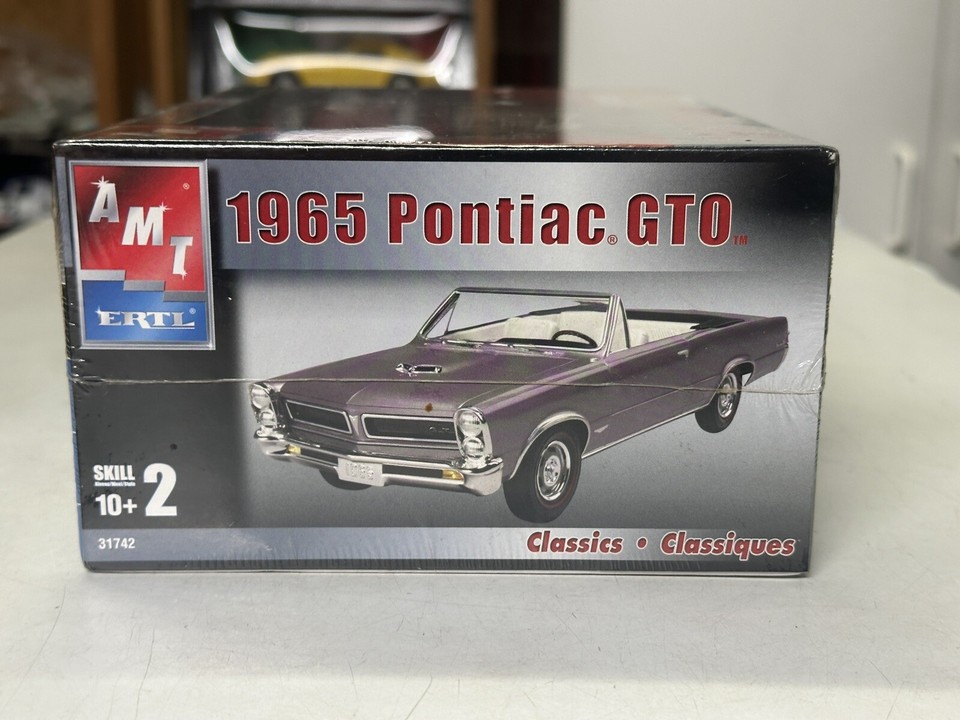 AMT ®
ERTL ®
1965 Pontiac® GTO™
SKILL 2
10+
31742
Classics • Classiques